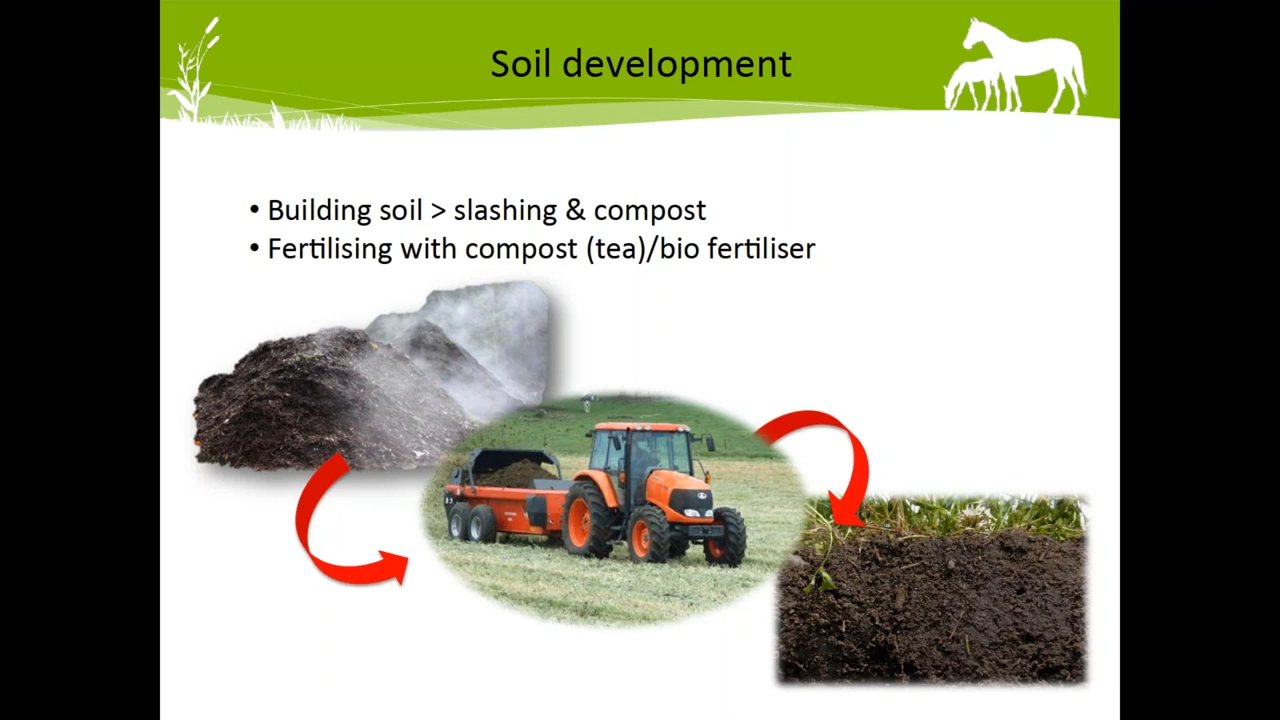 Soil development
• Building soil > slashing & compost
• Fertilising with compost (tea)/bio fertiliser